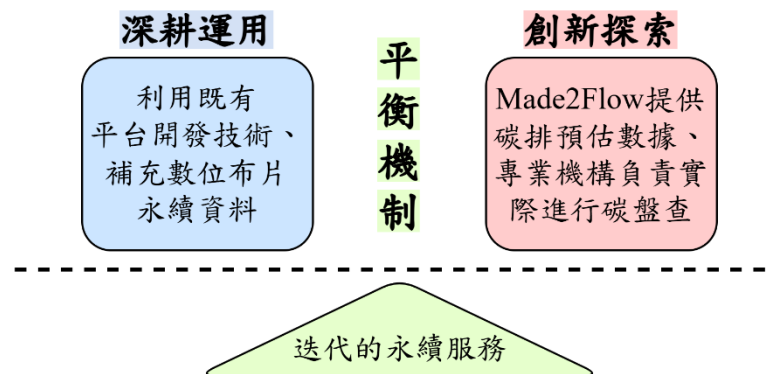 深耕運用
利用既有
平台開發技術、
補充數位布片
永續資料
平
衡
機
制
創新探索
Made2Flow提供
碳排預估數據、
專業機構負責實
際進行碳盤查
迭代的永續服務